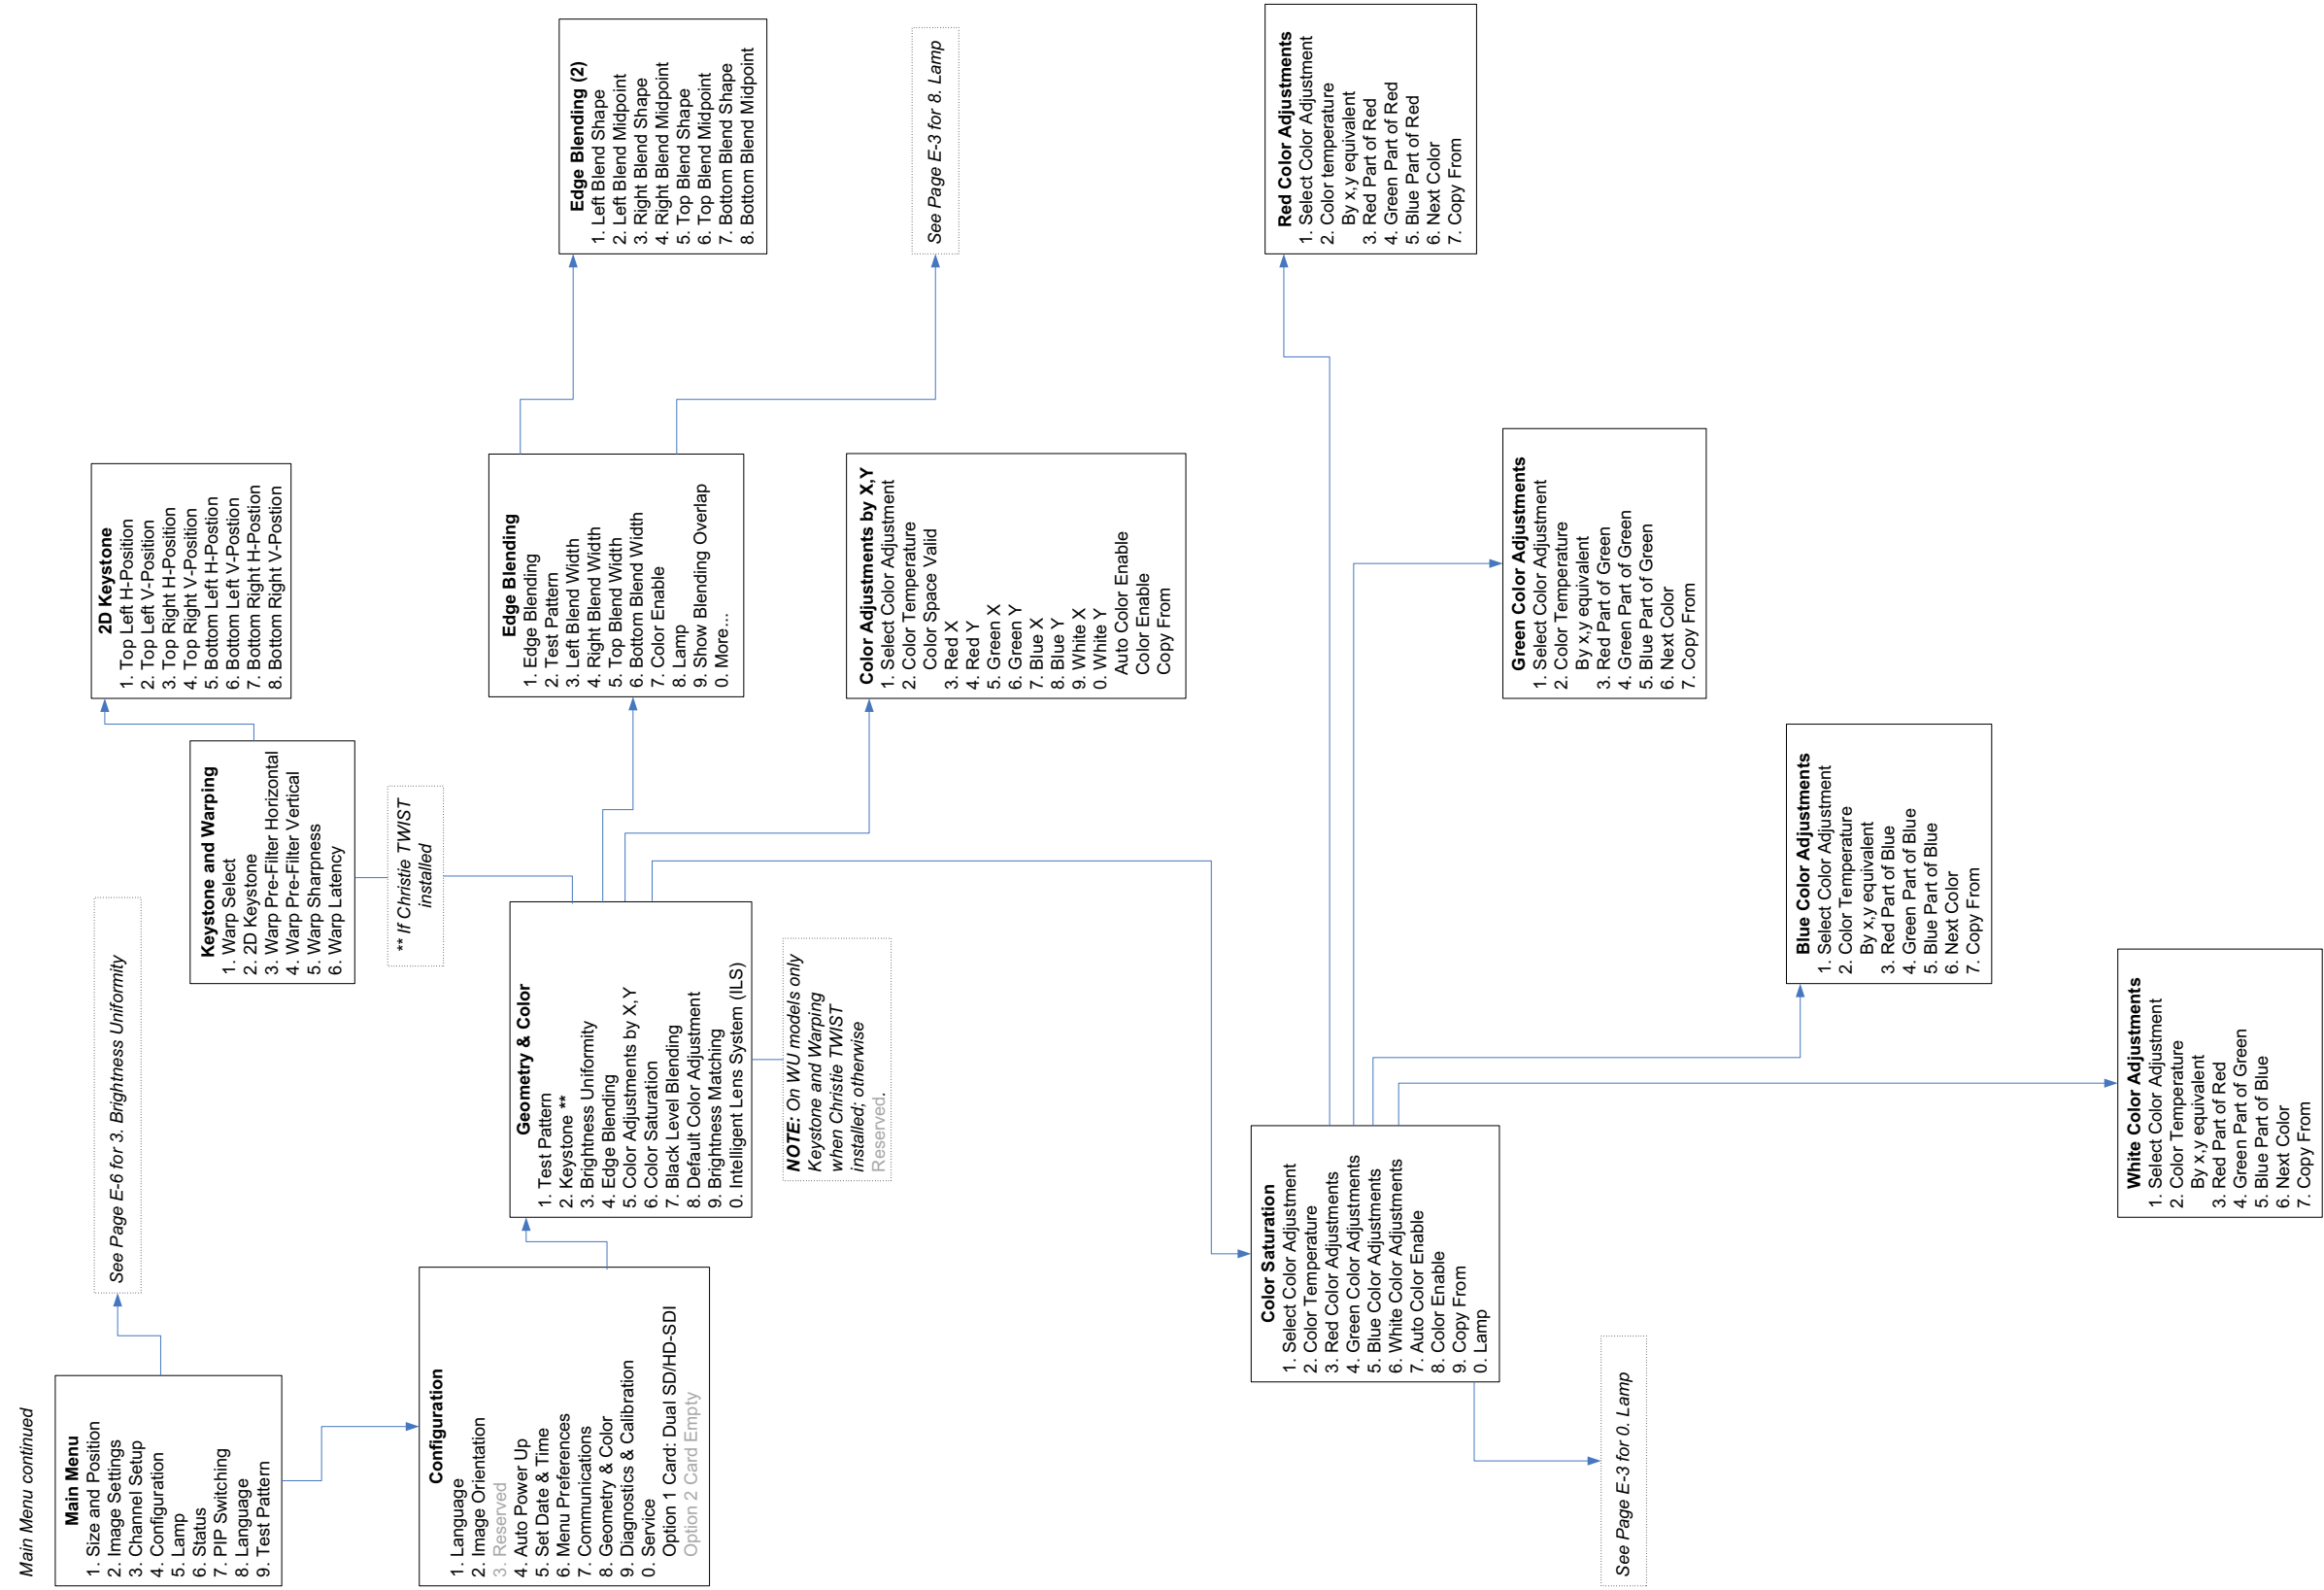 Main Menu continued
Main Menu
1. Size and Position
2. Image Settings
3. Channel Setup
4. Configuration
5. Lamp
6. Status
7. PIP Switching
8. Language
9. Test Pattern
See Page E-6 for 3. Brightness Uniformity
Keystone and Warping
1. Warp Select
2. 2D Keystone
3. Warp Pre-Filter Horizontal
4. Warp Pre-Filter Vertical
5. Warp Sharpness
6. Warp Latency
2D Keystone
1. Top Left H-Position
2. Top Left V-Position
3. Top Right H-Position
4. Top Right V-Position
5. Bottom Left H-Postion
6. Bottom Left V-Postion
7. Bottom Right H-Postion
8. Bottom Right V-Postion
** If Christie TWIST
installed
Configuration
1. Language
2. Image Orientation
3. Reserved
4. Auto Power Up
5. Set Date & Time
6. Menu Preferences
7. Communications
8. Geometry & Color
9. Diagnostics & Calibration
0. Service
Option 1 Card: Dual SD/HD-SDI
Option 2 Card Empty
Geometry & Color
1. Test Pattern
2. Keystone **
3. Brightness Uniformity
4. Edge Blending
5. Color Adjustments by X,Y
6. Color Saturation
7. Black Level Blending
8. Default Color Adjustment
9. Brightness Matching
0. Intelligent Lens System (ILS)
NOTE: On WU models only
Keystone and Warping
when Christie TWIST
installed; otherwise
Reserved.
Edge Blending
1. Edge Blending
2. Test Pattern
3. Left Blend Width
4. Right Blend Width
5. Top Blend Width
6. Bottom Blend Width
7. Color Enable
8. Lamp
9. Show Blending Overlap
0. More...
Edge Blending (2)
1. Left Blend Shape
2. Left Blend Midpoint
3. Right Blend Shape
4. Right Blend Midpoint
5. Top Blend Shape
6. Top Blend Midpoint
7. Bottom Blend Shape
8. Bottom Blend Midpoint
See Page E-3 for 8. Lamp
Color Adjustments by X,Y
1. Select Color Adjustment
2. Color Temperature
Color Space Valid
3. Red X
4. Red Y
5. Green X
6. Green Y
7. Blue X
8. Blue Y
9. White X
0. White Y
Auto Color Enable
Color Enable
Copy From
Color Saturation
1. Select Color Adjustment
2. Color Temperature
3. Red Color Adjustments
4. Green Color Adjustments
5. Blue Color Adjustments
6. White Color Adjustments
7. Auto Color Enable
8. Color Enable
9. Copy From
0. Lamp
See Page E-3 for 0. Lamp
Red Color Adjustments
1. Select Color Adjustment
2. Color temperature
By x,y equivalent
3. Red Part of Red
4. Green Part of Red
5. Blue Part of Red
6. Next Color
7. Copy From
Green Color Adjustments
1. Select Color Adjustment
2. Color Temperature
By x,y equivalent
3. Red Part of Green
4. Green Part of Green
5. Blue Part of Green
6. Next Color
7. Copy From
Blue Color Adjustments
1. Select Color Adjustment
2. Color Temperature
By x,y equivalent
3. Red Part of Blue
4. Green Part of Blue
5. Blue Part of Blue
6. Next Color
7. Copy From
White Color Adjustments
1. Select Color Adjustment
2. Color Temperature
By x,y equivalent
3. Red Part of Red
4. Green Part of Green
5. Blue Part of Blue
6. Next Color
7. Copy From